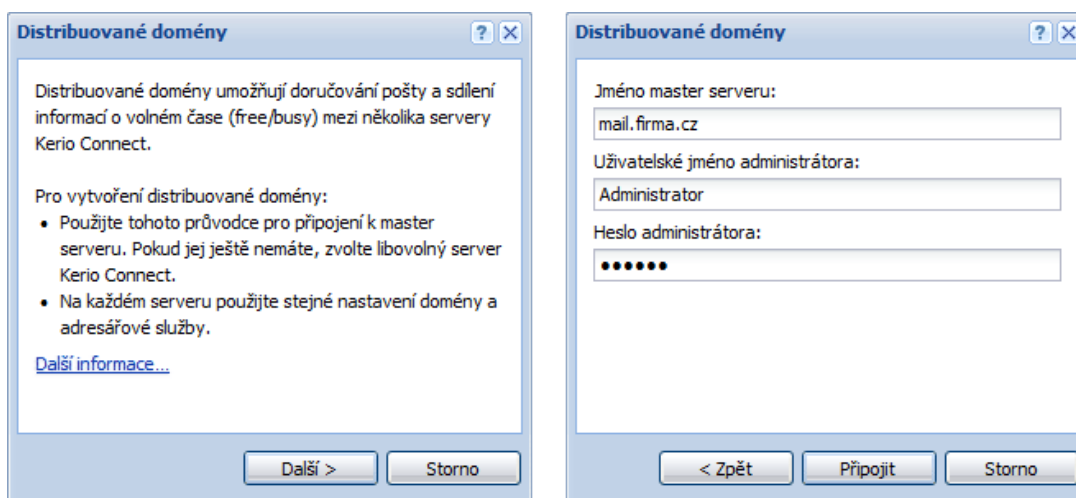 Distribuované domény
Distribuované domény umožňují doručování pošty a sdílení
informací o volném čase (free/busy) mezi několika servery
Kerio Connect.
Pro vytvoření distribuované domény:
• Použijte tohoto průvodce pro připojení k master
serveru. Pokud jej ještě nemáte, zvolte libovolný server
Kerio Connect.
• Na každém serveru použijte stejné nastavení domény a
adresářové služby.
Další informace...
Další >
Storno
Distribuované domény
Jméno master serveru:
mail.firma.cz
Uživatelské jméno administrátora:
Administrator
Heslo administrátora:
••••••
< Zpět
Připojit
Storno